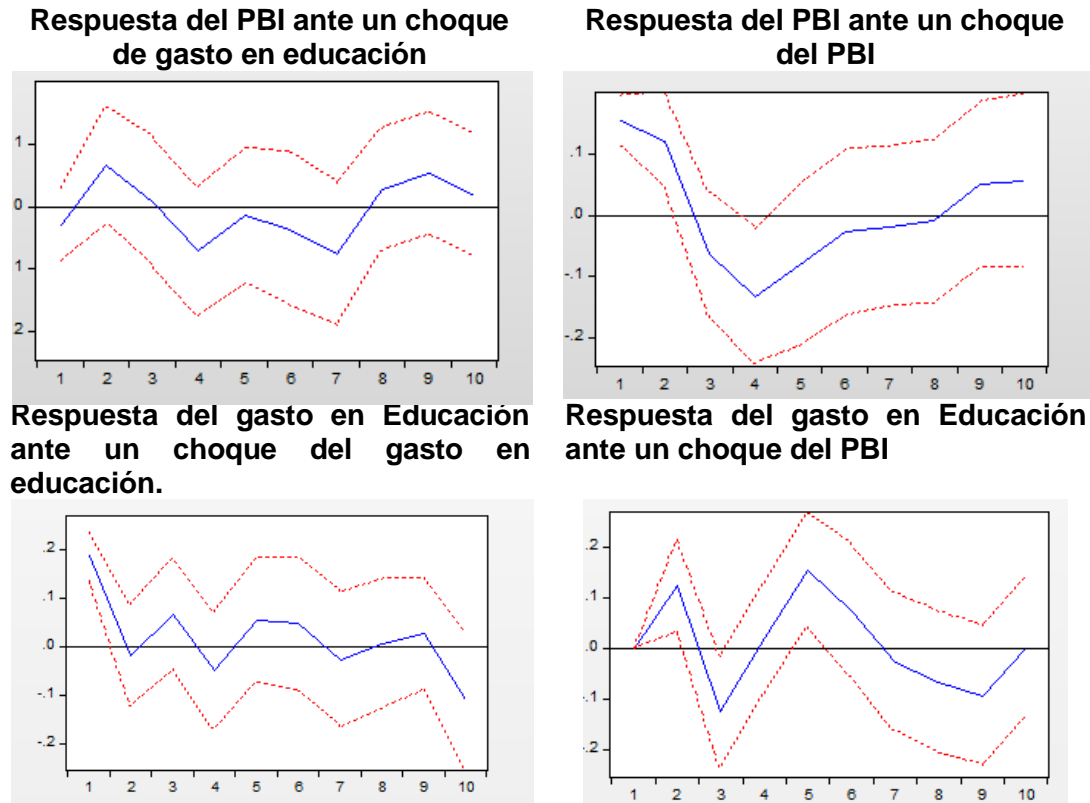 Respuesta del PBI ante un choque
de gasto en educación
1
0
1
2
1 2 3 4 5 6 7 8 9 10
Respuesta del PBI ante un choque
del PBI
.1
.0
-.1
-.2
1 2 3 4 5 6 7 8 9 10
Respuesta del gasto en Educación
ante un choque del gasto en
educación.
.2
.1
.0
-.1
-.2
1 2 3 4 5 6 7 8 9 10
Respuesta del gasto en Educación
ante un choque del PBI
.2
.1
.0
-.1
.2
1 2 3 4 5 6 7 8 9 10